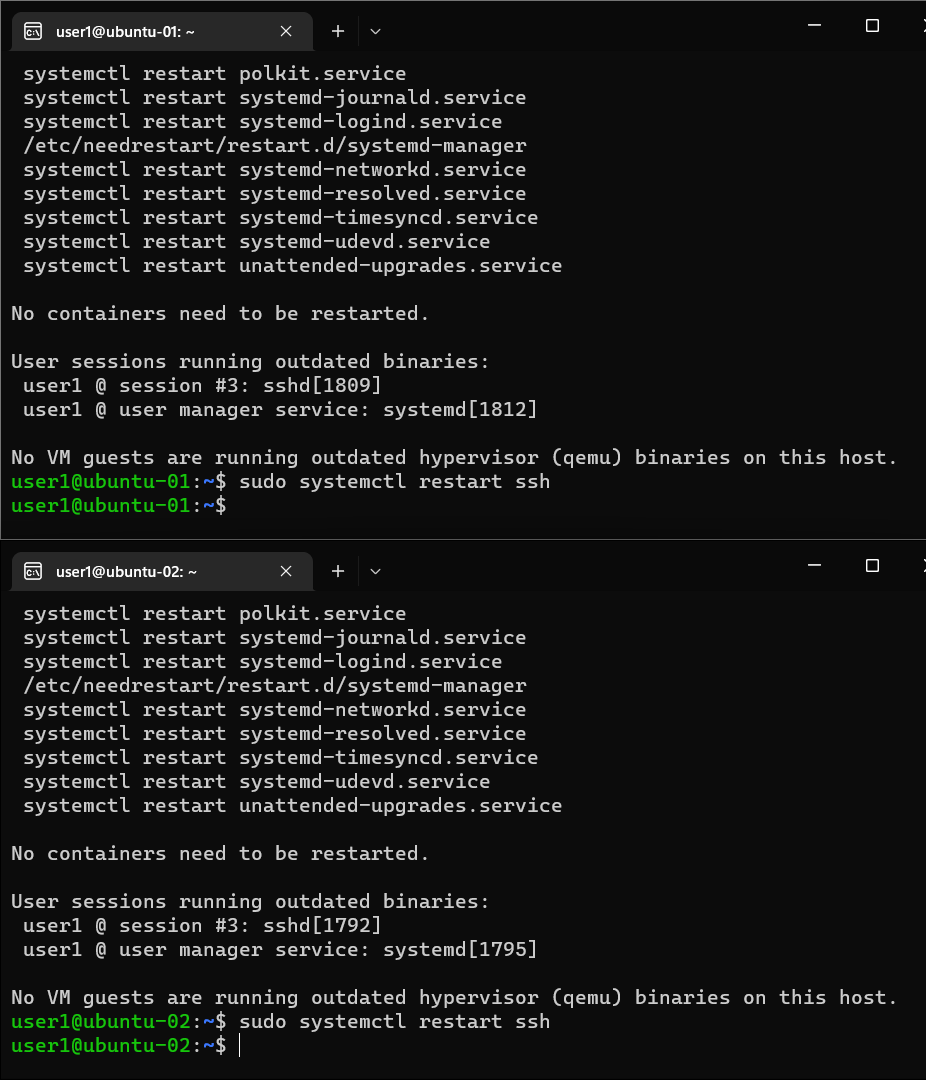 user1@ubuntu-01: ~
systemctl restart polkit.service
systemctl restart systemd-journald.service
systemctl restart systemd-logind.service
/etc/needrestart/restart.d/systemd-manager
systemctl restart systemd-networkd.service
systemctl restart systemd-resolved.service
systemctl restart systemd-timesyncd.service
systemctl restart systemd-udevd.service
systemctl restart unattended-upgrades.service
No containers need to be restarted.
User sessions running outdated binaries:
user1 @ session #3: sshd[1809]
user1 @ user manager service: systemd[1812]
No VM guests are running outdated hypervisor (qemu) binaries on this host.
user1@ubuntu-01:~$ sudo systemctl restart ssh
user1@ubuntu-01:~$
user1@ubuntu-02: ~
systemctl restart polkit.service
systemctl restart systemd-journald.service
systemctl restart systemd-logind.service
/etc/needrestart/restart.d/systemd-manager
systemctl restart systemd-networkd.service
systemctl restart systemd-resolved.service
systemctl restart systemd-timesyncd.service
systemctl restart systemd-udevd.service
systemctl restart unattended-upgrades.service
No containers need to be restarted.
User sessions running outdated binaries:
user1 @ session #3: sshd[1792]
user1 @ user manager service: systemd[1795]
No VM guests are running outdated hypervisor (qemu) binaries on this host.
user1@ubuntu-02:~$ sudo systemctl restart ssh
user1@ubuntu-02:~$